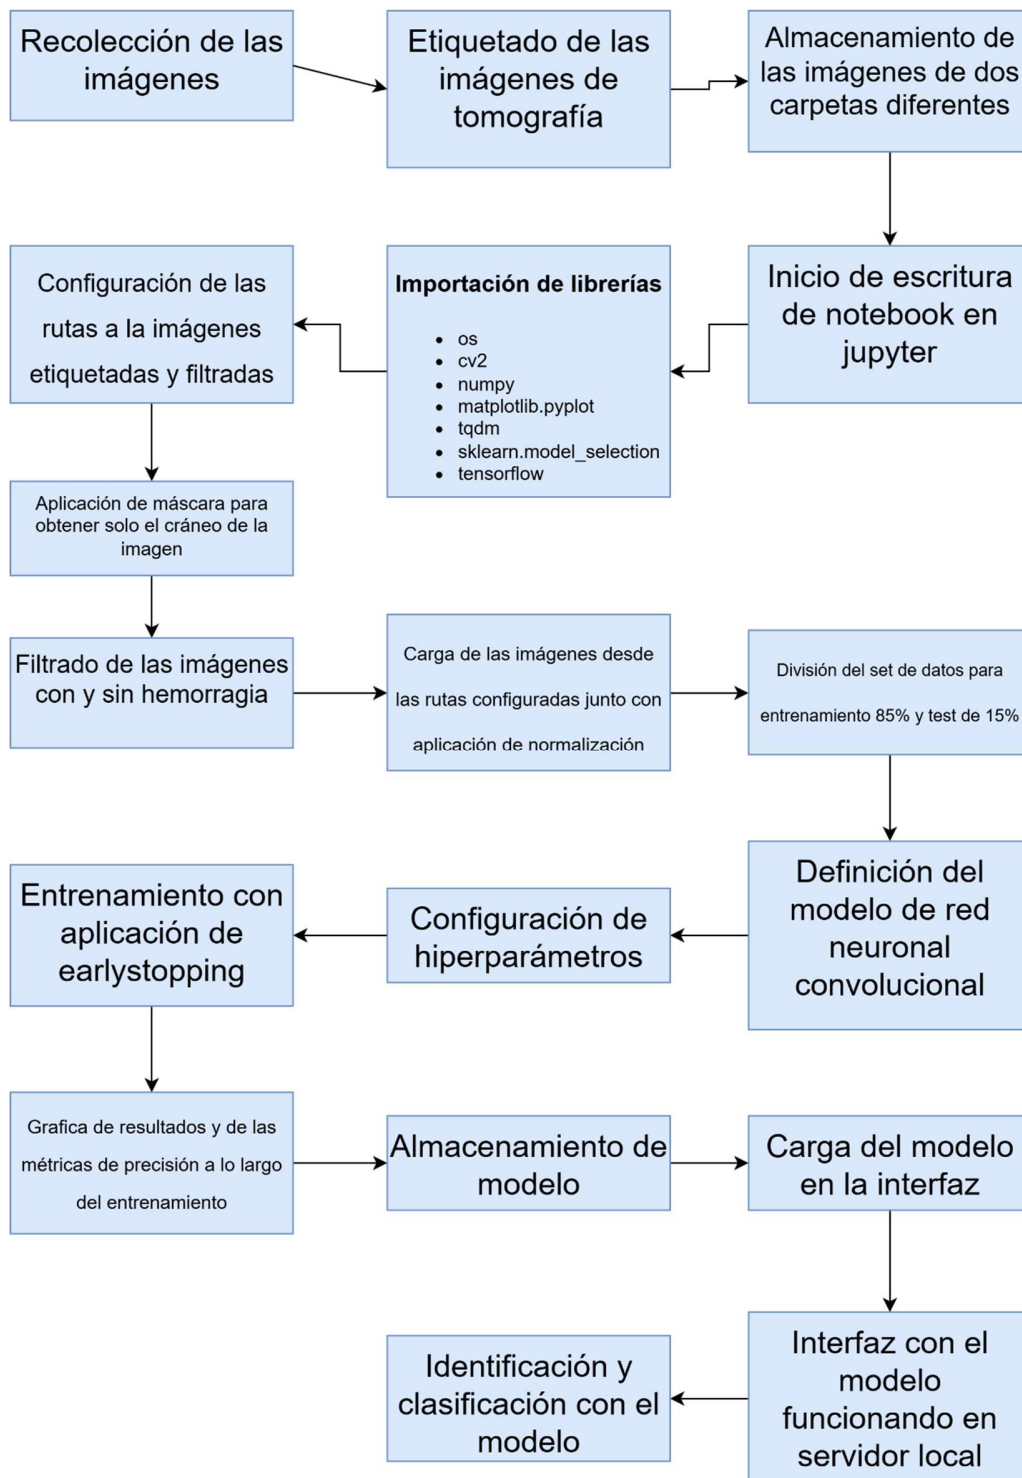 Recolección de las
imágenes
Etiquetado de las
imágenes de
tomografía
Almacenamiento de
las imágenes de dos
carpetas diferentes
Inicio de escritura
de notebook en
jupyter
Importación de librerías
• os
• cv2
• numpy
• matplotlib.pyplot
• tqdm
• sklearn.model_selection
• tensorflow
Configuración de las
rutas a la imágenes
etiquetadas y filtradas
Aplicación de máscara para
obtener solo el cráneo de la
imagen
Filtrado de las imágenes
con y sin hemorragia
Carga de las imágenes desde
las rutas configuradas junto con
aplicación de normalización
División del set de datos para
entrenamiento 85% y test de 15%
Definición del
modelo de red
neuronal
convolucional
Configuración de
hiperparámetros
Entrenamiento con
aplicación de
earlystopping
Grafica de resultados y de las
métricas de precisión a lo largo
del entrenamiento
Almacenamiento de
modelo
Carga del modelo
en la interfaz
Interfaz con el
modelo
funcionando en
servidor local
Identificación y
clasificación con el
modelo